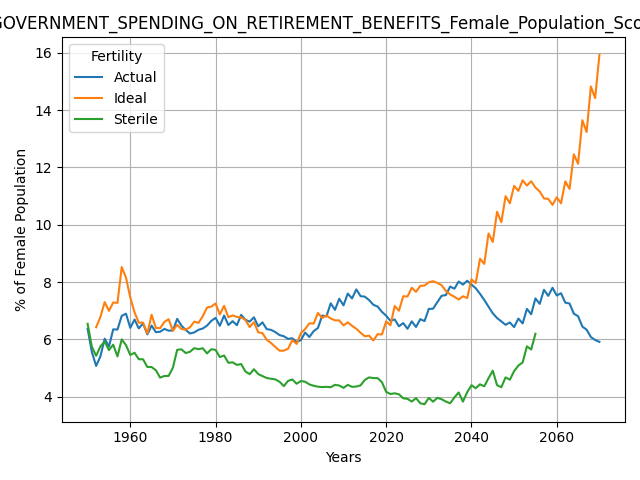 GOVERNMENT_SPENDING_ON_RETIREMENT_BENEFITS_Female_Population_Sco
Fertility
Actual
Ideal
Sterile
% of Female Population
16
14
12
10
8
6
4
1960 1980 2000 2020 2040 2060
Years